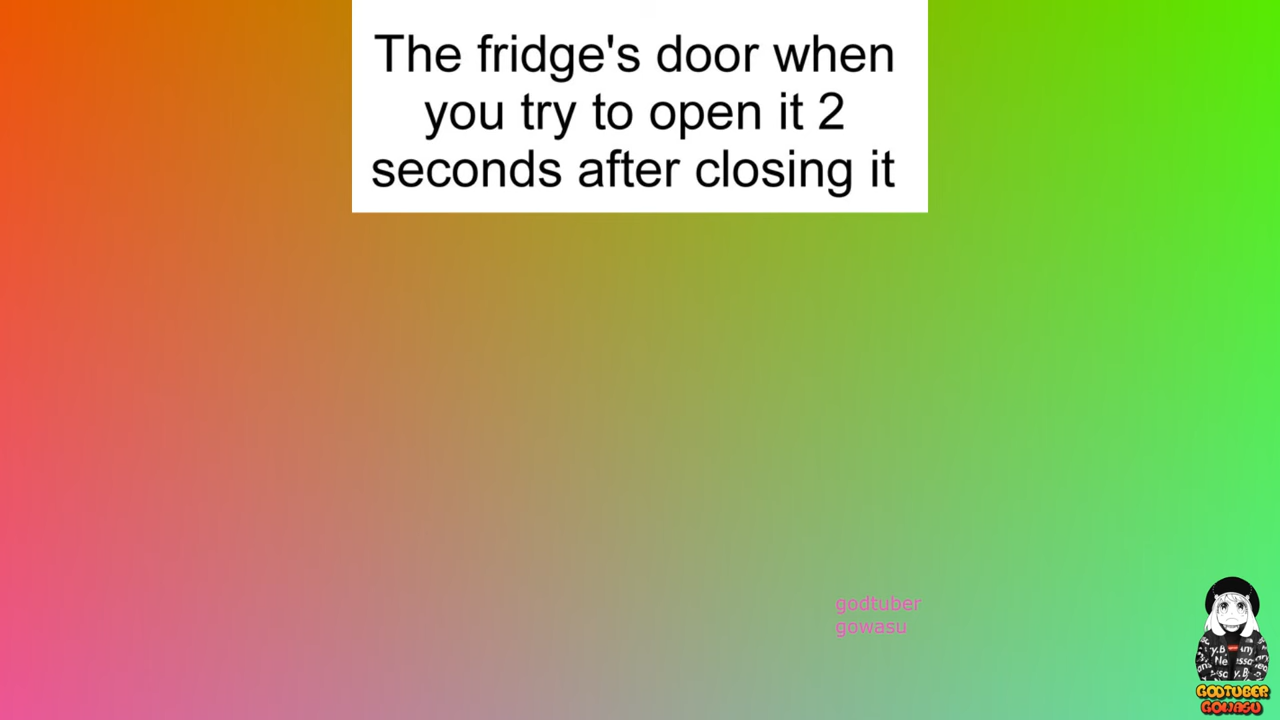 The fridge's door when
you try to open it 2
seconds after closing it
godtuber
gowasu
GODTUBER
GOWASU